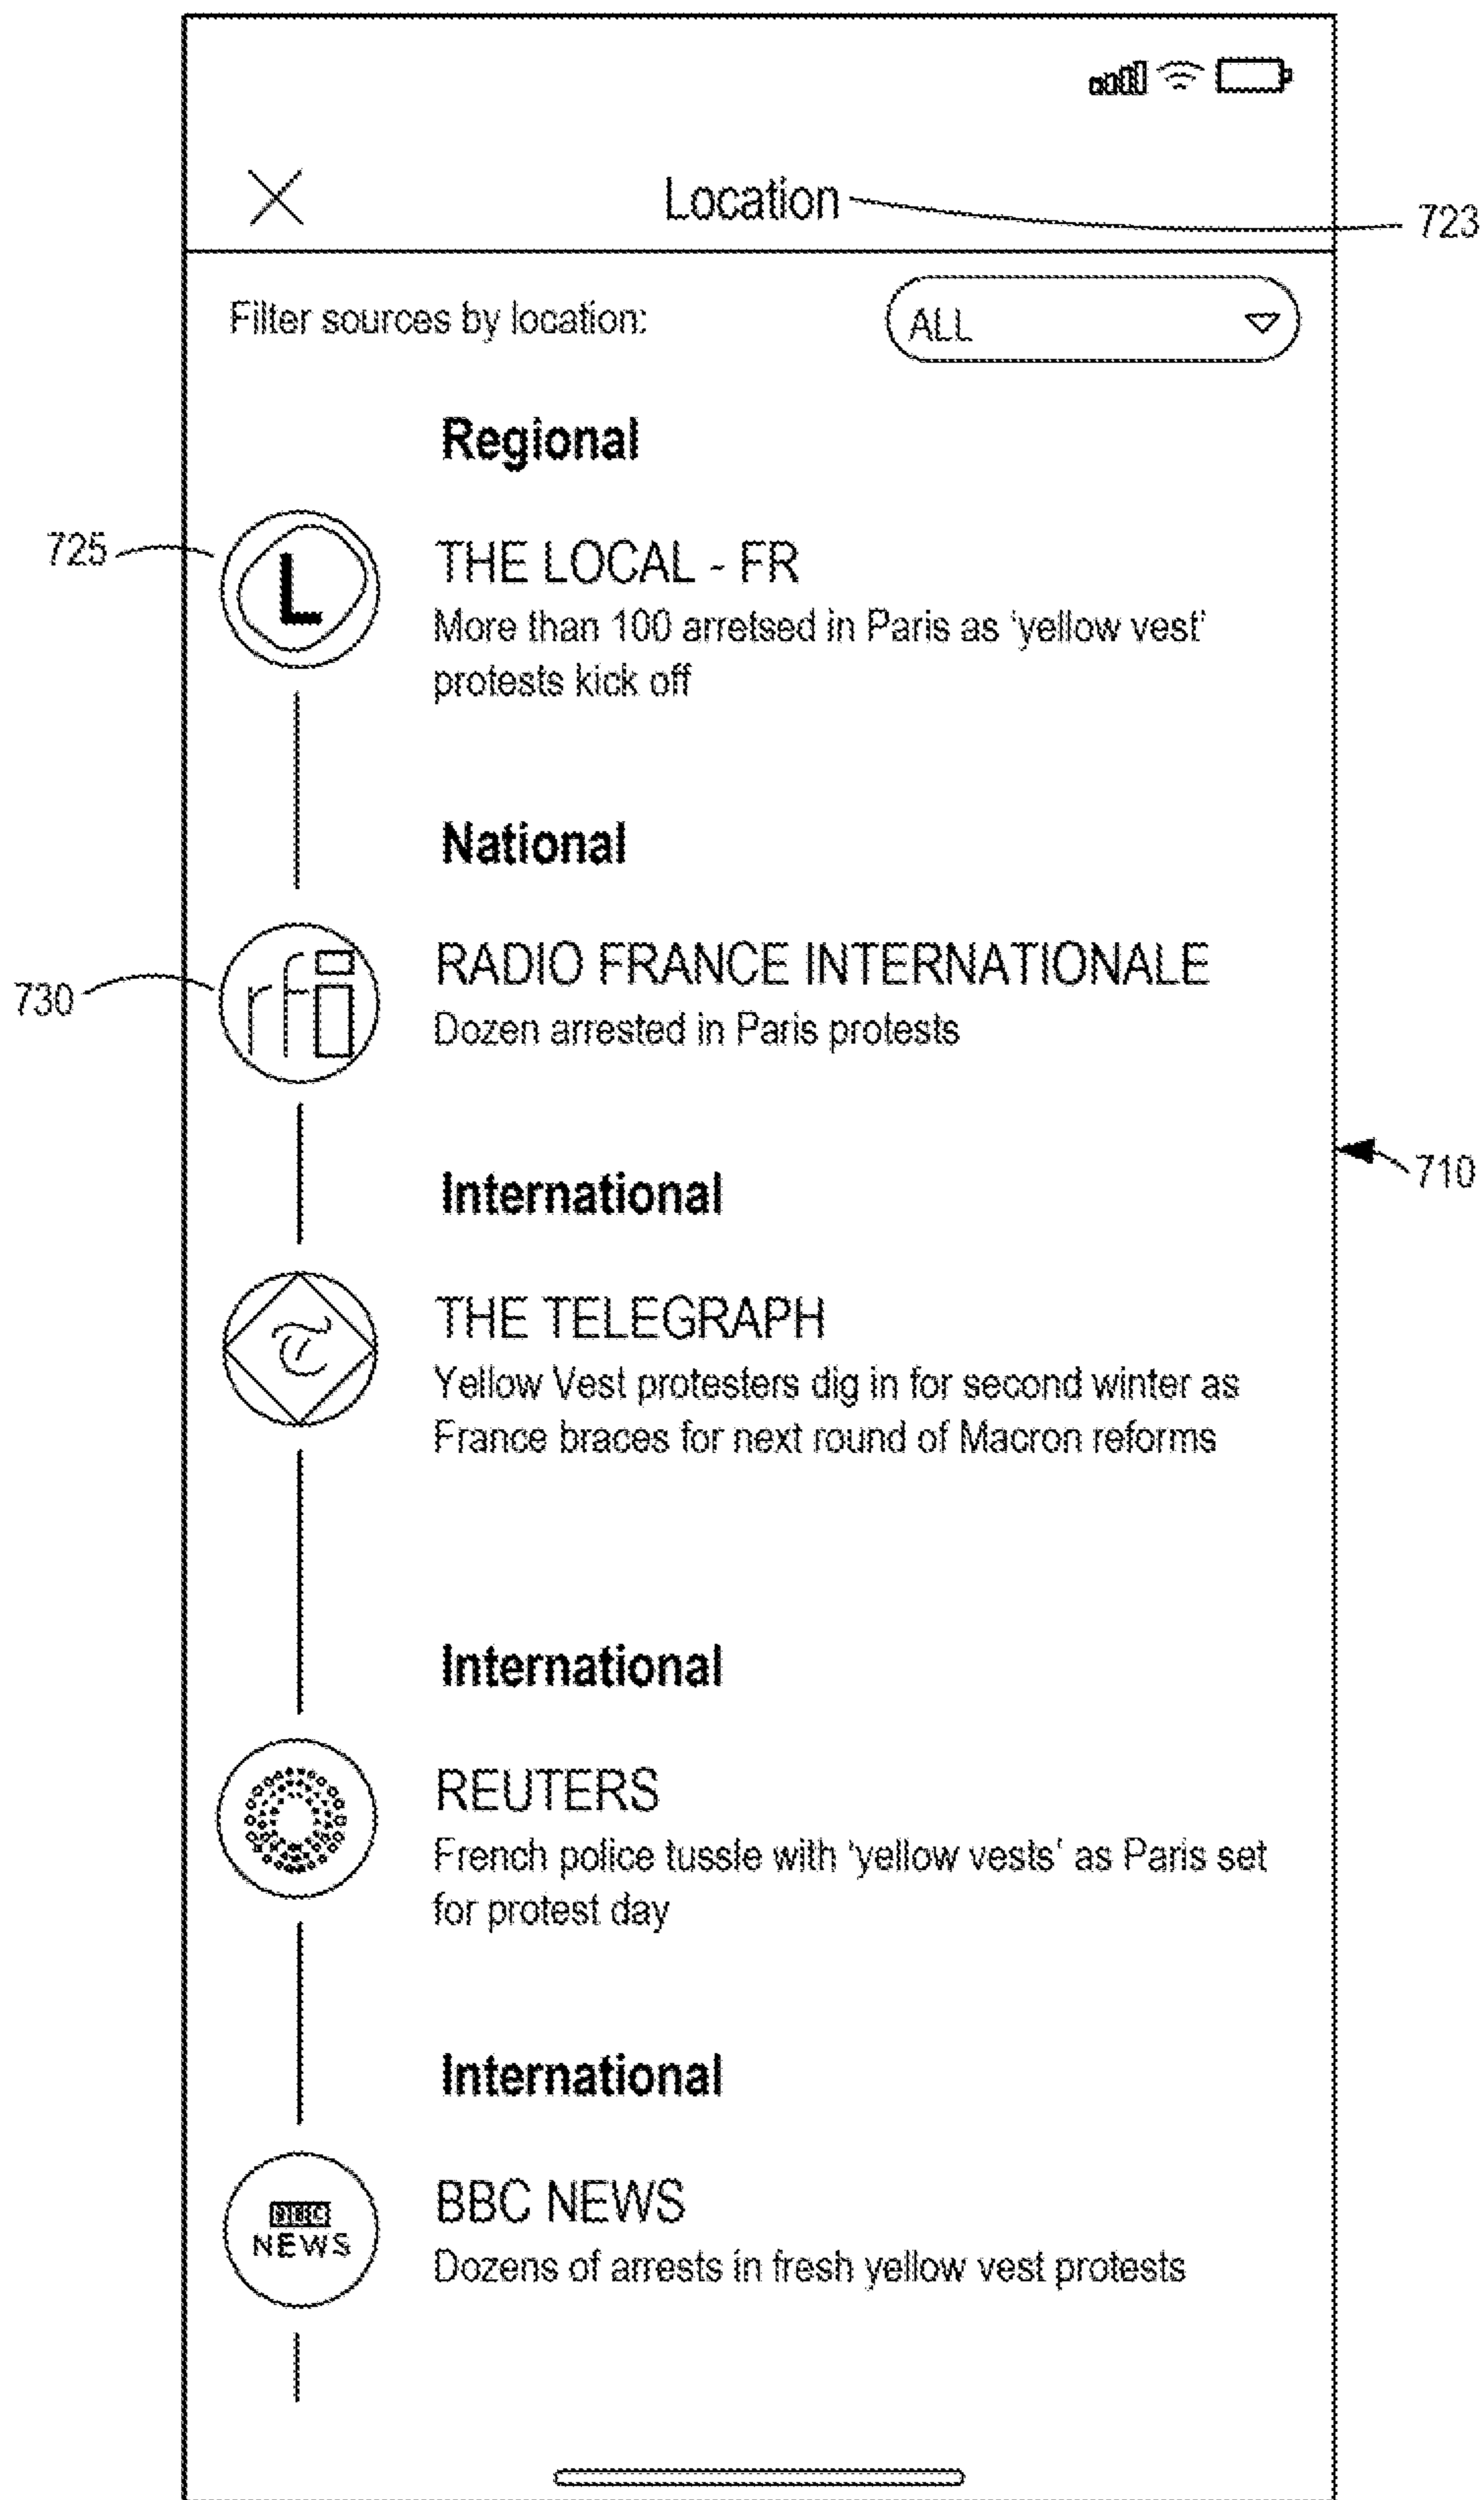 Location
723
Filter sources by location:
ALL
Regional
725
L
THE LOCAL - FR
More than 100 arretsed in Paris as 'yellow vest'
protests kick off
National
730
rfi
RADIO FRANCE INTERNATIONALE
Dozen arrested in Paris protests
710
International
T
THE TELEGRAPH
Yellow Vest protesters dig in for second winter as
France braces for next round of Macron reforms
International
REUTERS
French police tussle with 'yellow vests' as Paris set
for protest day
International
BBC
NEWS
BBC NEWS
Dozens of arrests in fresh yellow vest protests